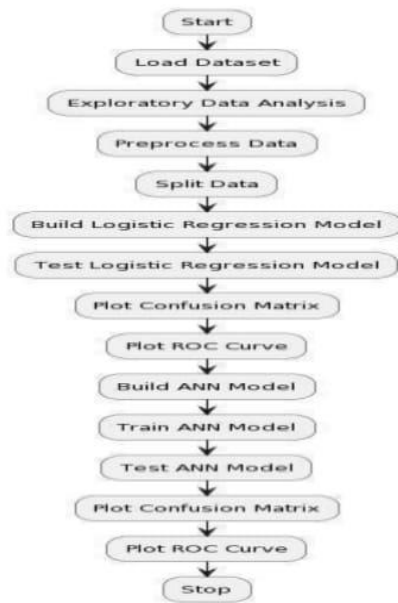 Start
Load Dataset
Exploratory Data Analysis
Preprocess Data
Split Data
Build Logistic Regression Model
Test Logistic Regression Model
Plot Confusion Matrix
Plot ROC Curve
Build ANN Model
Train ANN Model
Test ANN Model
Plot Confusion Matrix
Plot ROC Curve
Stop